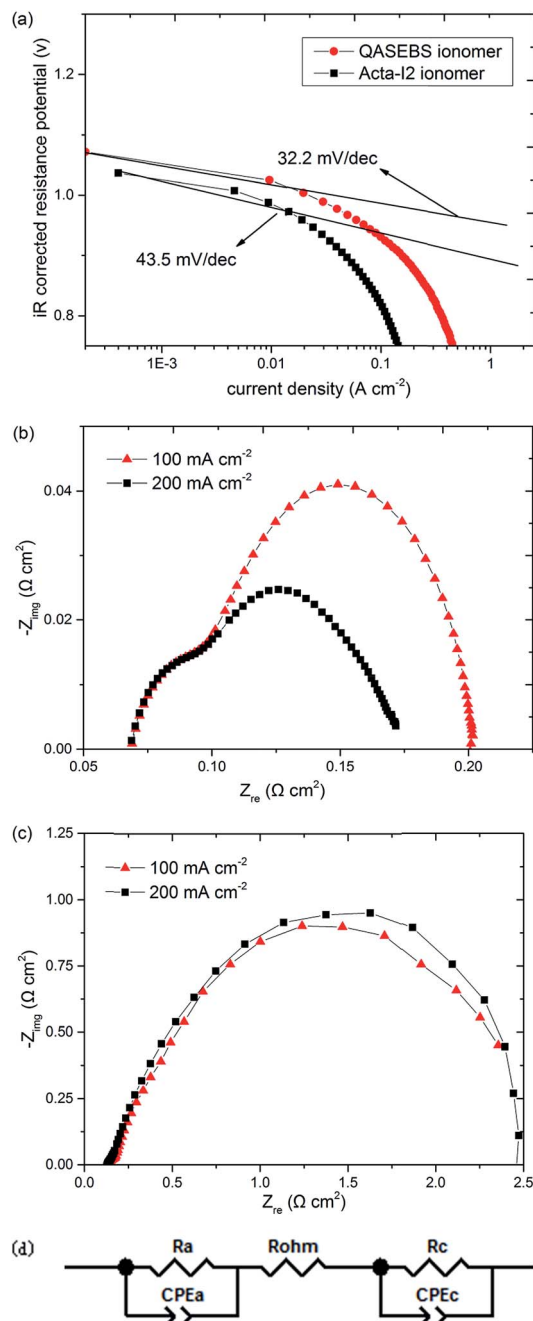 (a)
QASEBS ionomer
Acta-I2 ionomer
32.2 mV/dec
43.5 mV/dec
iR corrected resistance potential (v)
1.2
1.0
0.8
1E-3
0.01
0.1
1
current density (A cm⁻²)
(b)
100 mA cm⁻²
200 mA cm⁻²
-Z_img (Ω cm²)
0.04
0.02
0.00
0.05
0.10
0.15
0.20
Z_re (Ω cm²)
(c)
100 mA cm⁻²
200 mA cm⁻²
-Z_img (Ω cm²)
1.25
1.00
0.75
0.50
0.25
0.00
0.0
0.5
1.0
1.5
2.0
2.5
Z_re (Ω cm²)
(d)
Ra
Rohm
Rc
CPEa
CPEc